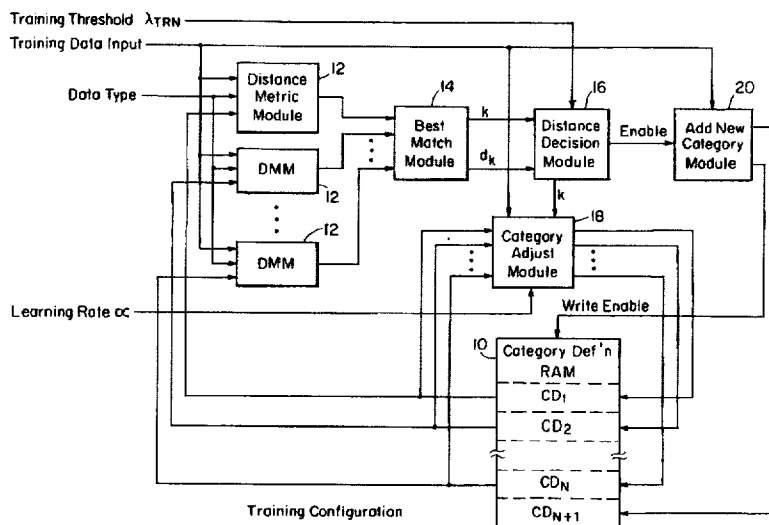 Training Threshold λTRN
Training Data Input
Data Type
12
Distance
Metric
Module
14
Best
Match
Module
k
dk
16
Distance
Decision
Module
Enable
20
Add New
Category
Module
DMM
12
12
DMM
k
18
Category
Adjust
Module
Learning Rate ∝
Write Enable
10
Category Def'n
RAM
CD1
CD2
CDN
CDN+1
Training Configuration